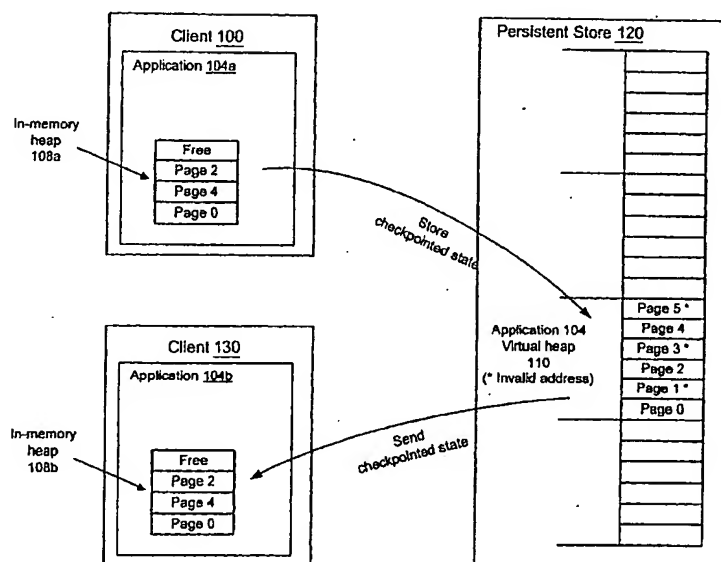 Client 100
Application 104a
In-memory
heap
108a
Free
Page 2
Page 4
Page 0
Store
checkpointed state
Persistent Store 120
Application 104
Virtual heap
110
(* Invalid address)
Page 5 *
Page 4
Page 3 *
Page 2
Page 1 *
Page 0
Client 130
Application 104b
In-memory
heap
108b
Free
Page 2
Page 4
Page 0
Send
checkpointed state